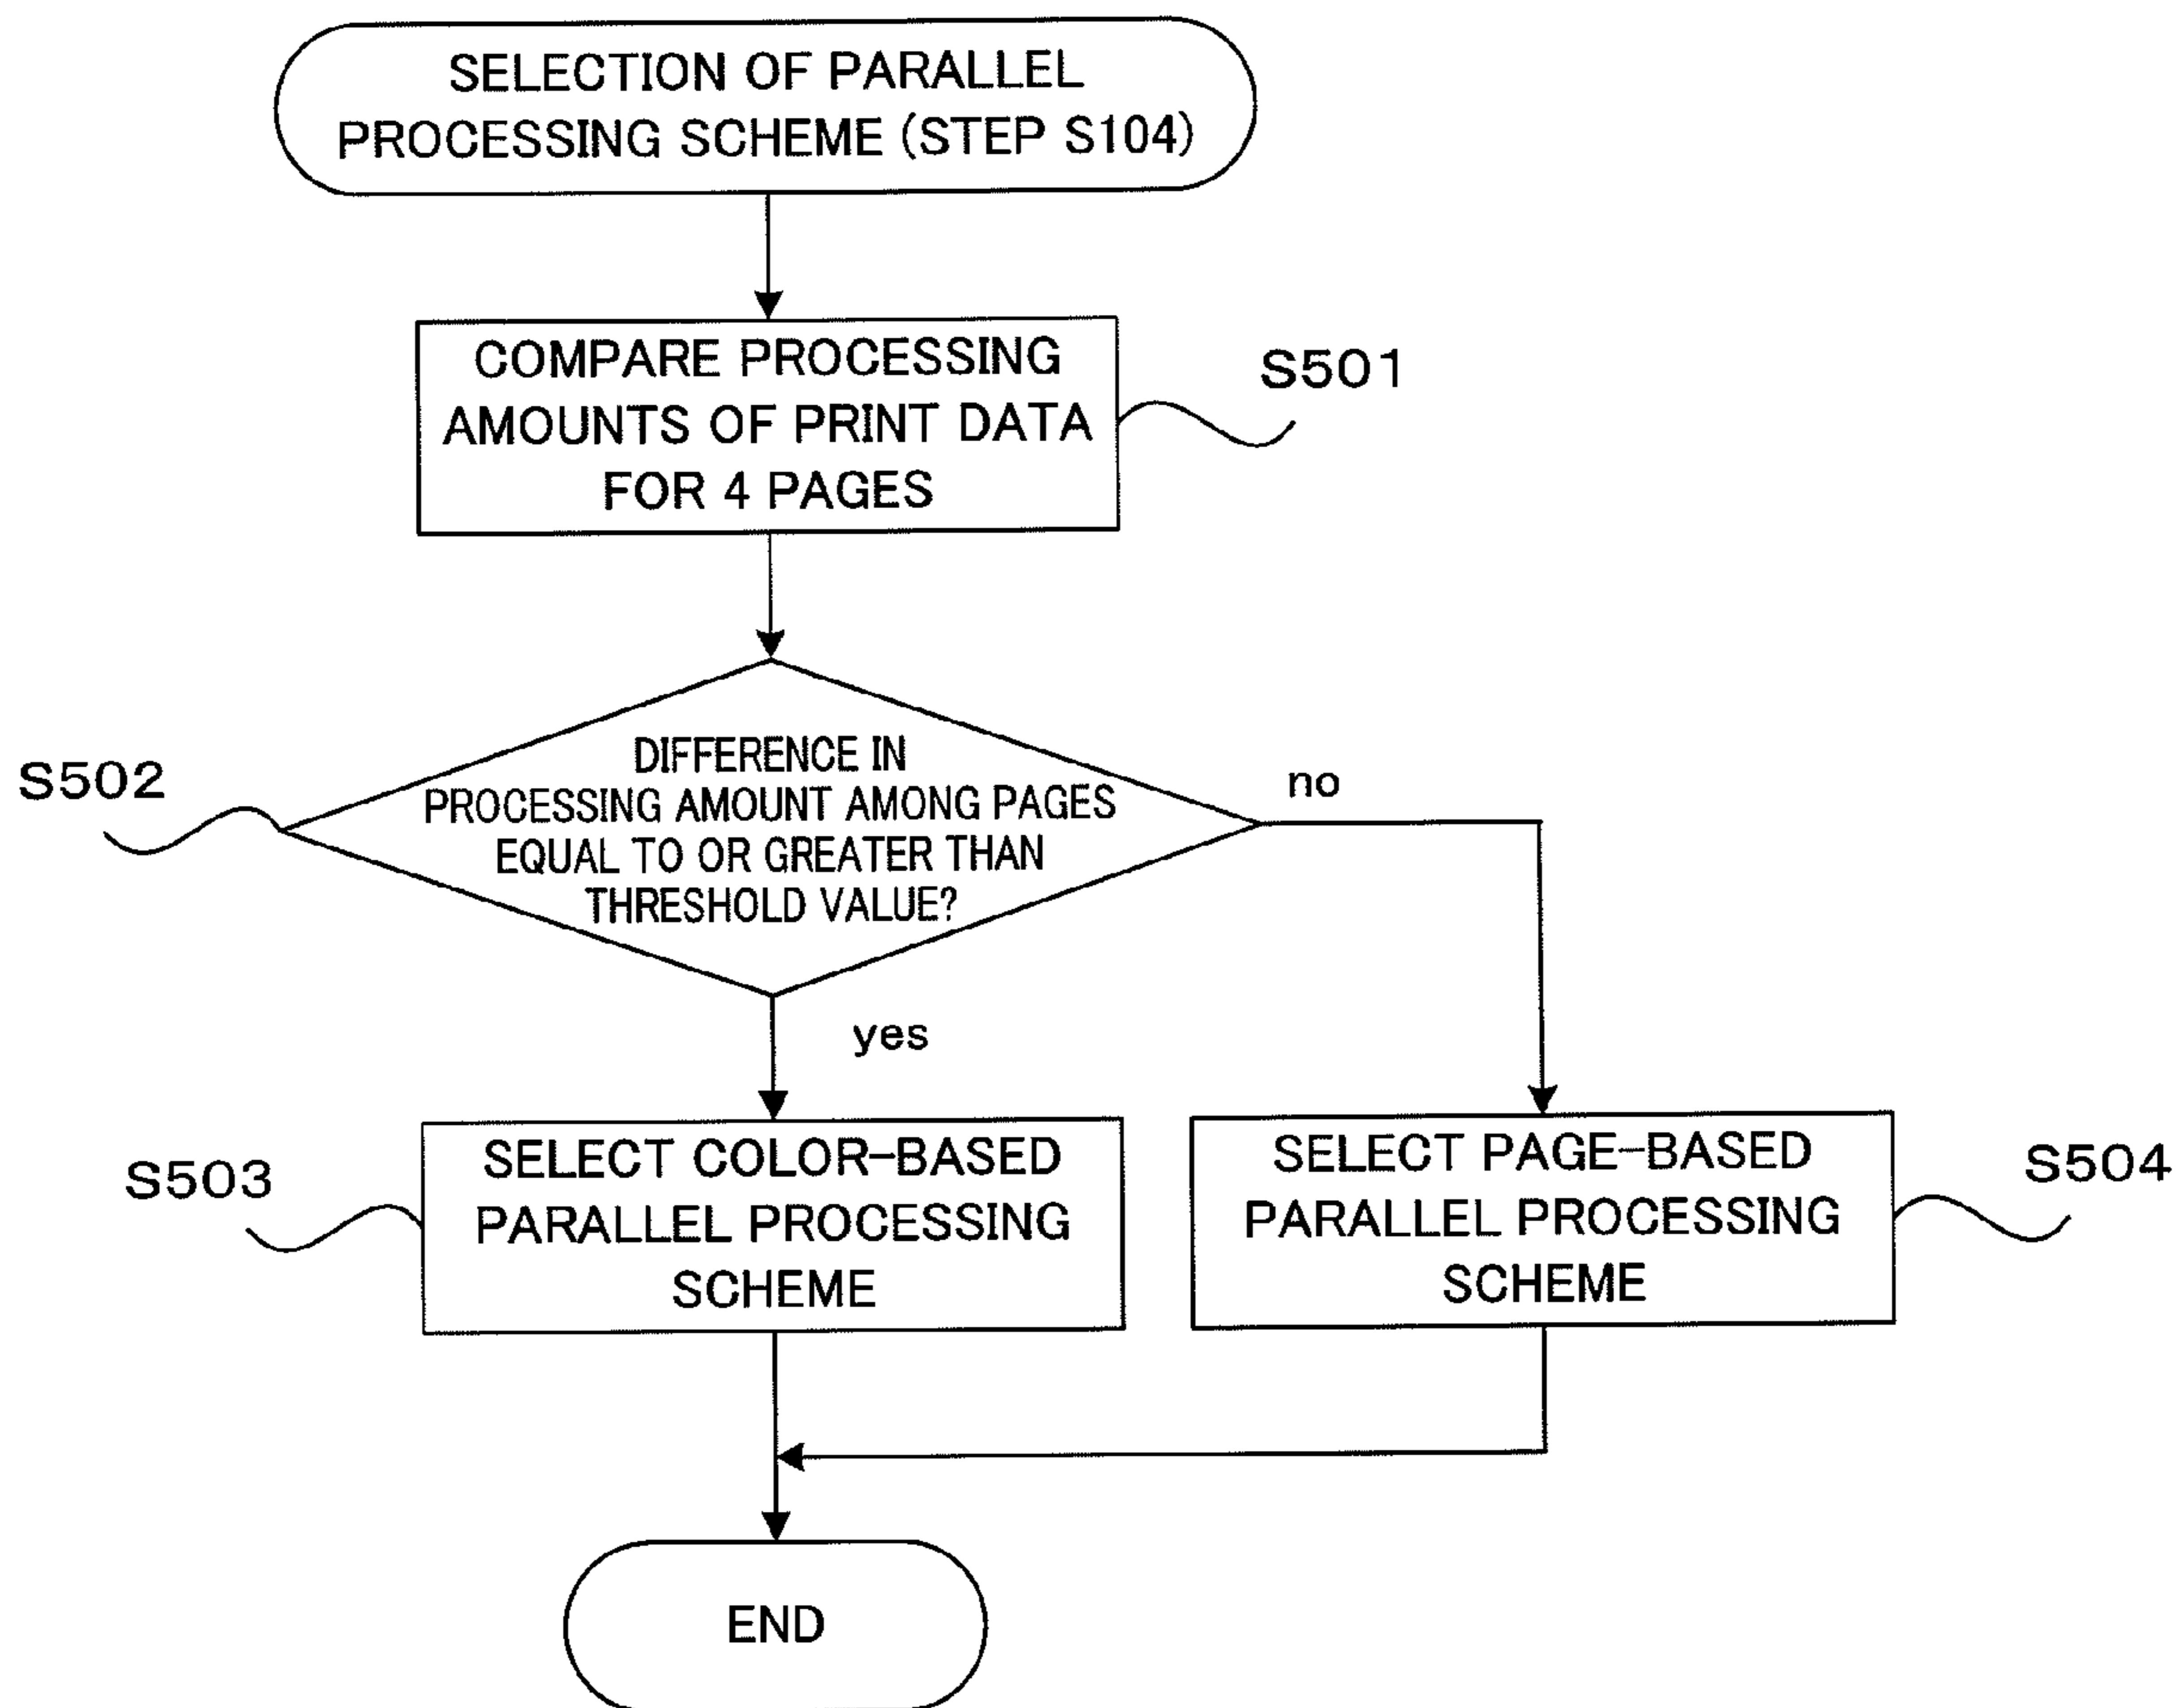 SELECTION OF PARALLEL
PROCESSING SCHEME (STEP S104)
COMPARE PROCESSING
AMOUNTS OF PRINT DATA
FOR 4 PAGES
S501
DIFFERENCE IN
PROCESSING AMOUNT AMONG PAGES
EQUAL TO OR GREATER THAN
THRESHOLD VALUE?
S502
no
yes
SELECT COLOR-BASED
PARALLEL PROCESSING
SCHEME
S503
SELECT PAGE-BASED
PARALLEL PROCESSING
SCHEME
S504
END